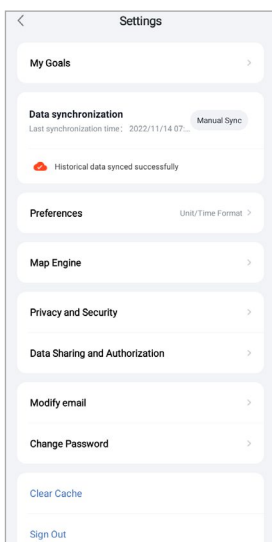 Settings
My Goals
Data synchronization
Last synchronization time： 2022/11/14 07:...
Manual Sync
Historical data synced successfully
Preferences
Unit/Time Format
Map Engine
Privacy and Security
Data Sharing and Authorization
Modify email
Change Password
Clear Cache
Sign Out